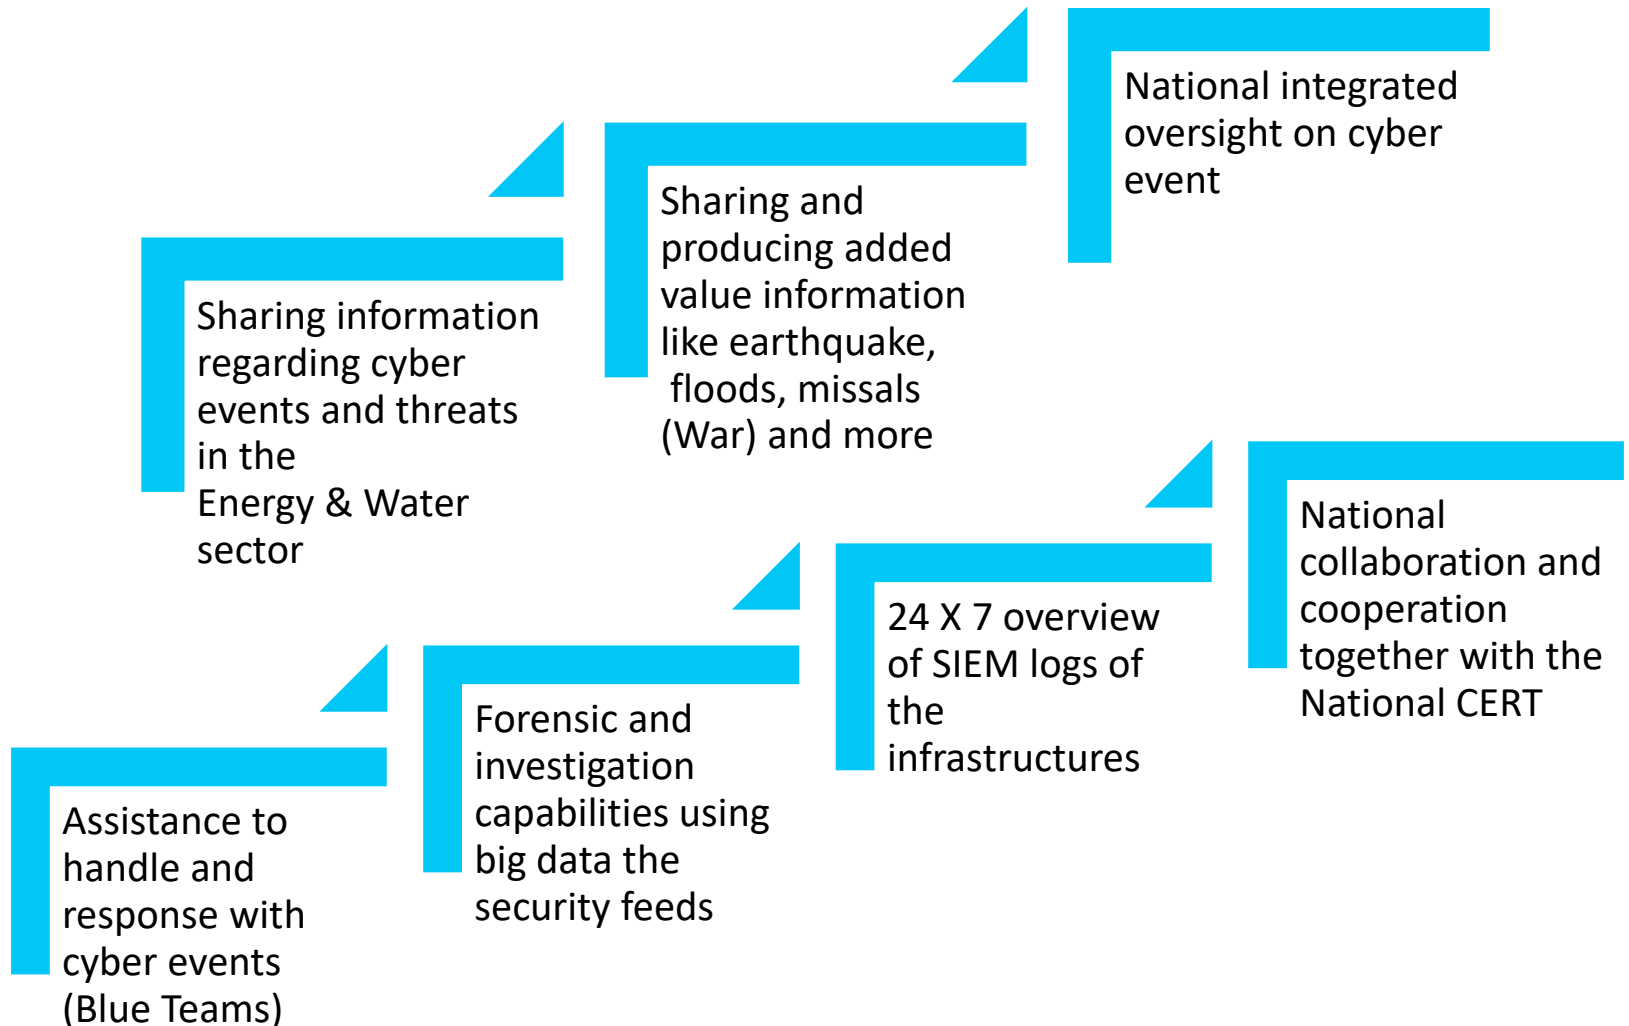 Sharing information
regarding cyber
events and threats
in the
Energy & Water
sector
Sharing and
producing added
value information
like earthquake,
floods, missals
(War) and more
National integrated
oversight on cyber
event
Assistance to
handle and
response with
cyber events
(Blue Teams)
Forensic and
investigation
capabilities using
big data the
security feeds
24 X 7 overview
of SIEM logs of
the
infrastructures
National
collaboration and
cooperation
together with the
National CERT